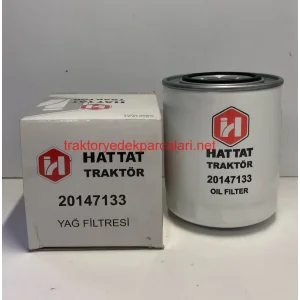 HATTAT
TRAKTÖR
20147133
YAĞ FİLTRESİ
HATTAT
TRAKTÖR
20147133
OIL FILTER
traktoryedekparcalari.net